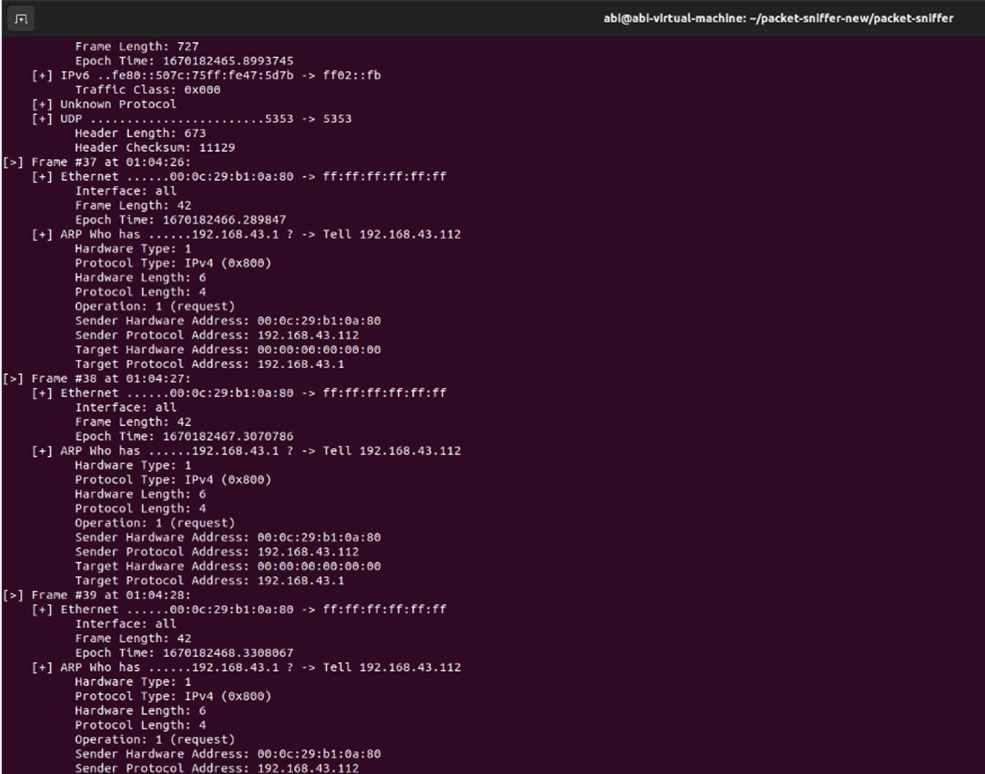 abi@abi-virtual-machine: ~/packet-sniffer-new/packet-sniffer
Frame Length: 727
Epoch Time: 1670182465.8993745
[+] IPv6 ..fe80::507c:75ff:fe47:5d7b -> ff02::fb
Traffic Class: 0x000
[+] Unknown Protocol
[+] UDP ........................5353 -> 5353
Header Length: 673
Header Checksum: 11129
[>] Frame #37 at 01:04:26:
[+] Ethernet ......00:0c:29:b1:0a:80 -> ff:ff:ff:ff:ff:ff
Interface: all
Frame Length: 42
Epoch Time: 1670182466.289847
[+] ARP Who has ......192.168.43.1 ? -> Tell 192.168.43.112
Hardware Type: 1
Protocol Type: IPv4 (0x800)
Hardware Length: 6
Protocol Length: 4
Operation: 1 (request)
Sender Hardware Address: 00:0c:29:b1:0a:80
Sender Protocol Address: 192.168.43.112
Target Hardware Address: 00:00:00:00:00:00
Target Protocol Address: 192.168.43.1
[>] Frame #38 at 01:04:27:
[+] Ethernet ......00:0c:29:b1:0a:80 -> ff:ff:ff:ff:ff:ff
Interface: all
Frame Length: 42
Epoch Time: 1670182467.3070786
[+] ARP Who has ......192.168.43.1 ? -> Tell 192.168.43.112
Hardware Type: 1
Protocol Type: IPv4 (0x800)
Hardware Length: 6
Protocol Length: 4
Operation: 1 (request)
Sender Hardware Address: 00:0c:29:b1:0a:80
Sender Protocol Address: 192.168.43.112
Target Hardware Address: 00:00:00:00:00:00
Target Protocol Address: 192.168.43.1
[>] Frame #39 at 01:04:28:
[+] Ethernet ......00:0c:29:b1:0a:80 -> ff:ff:ff:ff:ff:ff
Interface: all
Frame Length: 42
Epoch Time: 1670182468.3308067
[+] ARP Who has ......192.168.43.1 ? -> Tell 192.168.43.112
Hardware Type: 1
Protocol Type: IPv4 (0x800)
Hardware Length: 6
Protocol Length: 4
Operation: 1 (request)
Sender Hardware Address: 00:0c:29:b1:0a:80
Sender Protocol Address: 192.168.43.112